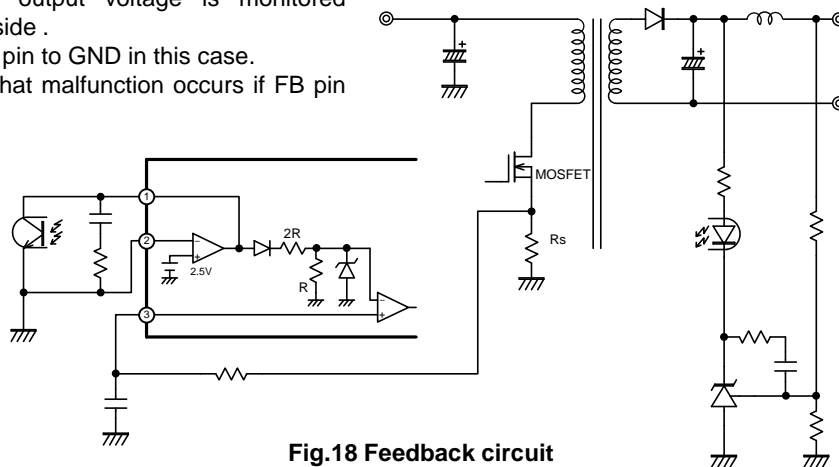 output voltage is monitored
side .
pin to GND in this case.
hat malfunction occurs if FB pin
MOSFET
1
2R
2
2.5V
R
Rs
3
Fig.18 Feedback circuit